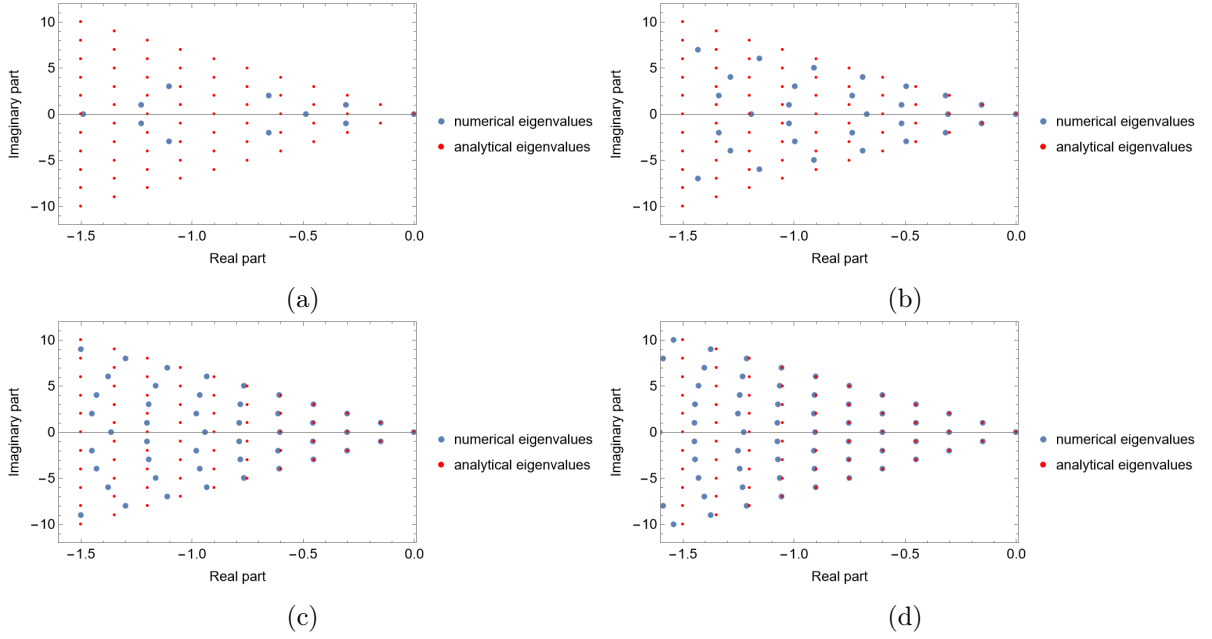 10
5
0
−5
−10
Imaginary part
−1.5 −1.0 −0.5 0.0
Real part
numerical eigenvalues
analytical eigenvalues
(a)
10
5
0
−5
−10
Imaginary part
−1.5 −1.0 −0.5 0.0
Real part
numerical eigenvalues
analytical eigenvalues
(b)
10
5
0
−5
−10
Imaginary part
−1.5 −1.0 −0.5 0.0
Real part
numerical eigenvalues
analytical eigenvalues
(c)
10
5
0
−5
−10
Imaginary part
−1.5 −1.0 −0.5 0.0
Real part
numerical eigenvalues
analytical eigenvalues
(d)